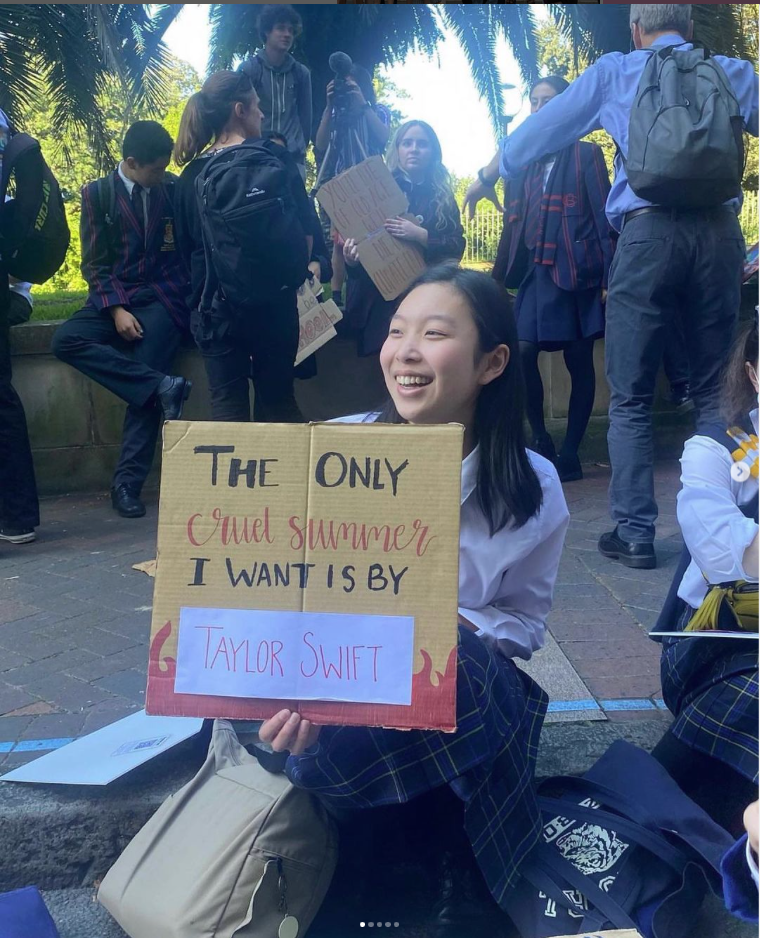 THE ONLY
cruel summer
I WANT IS BY
TAYLOR SWIFT